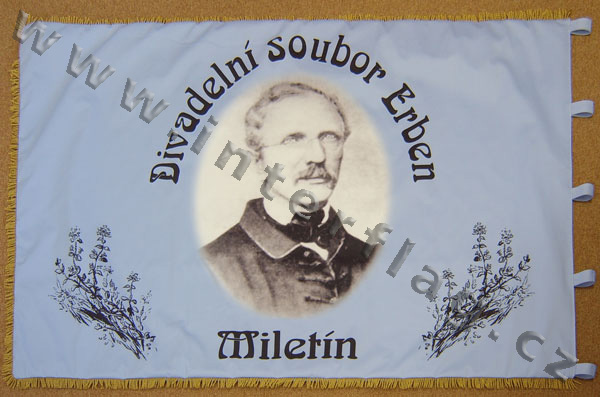 Divadelní soubor Erben
Miletín
www.interflag.cz